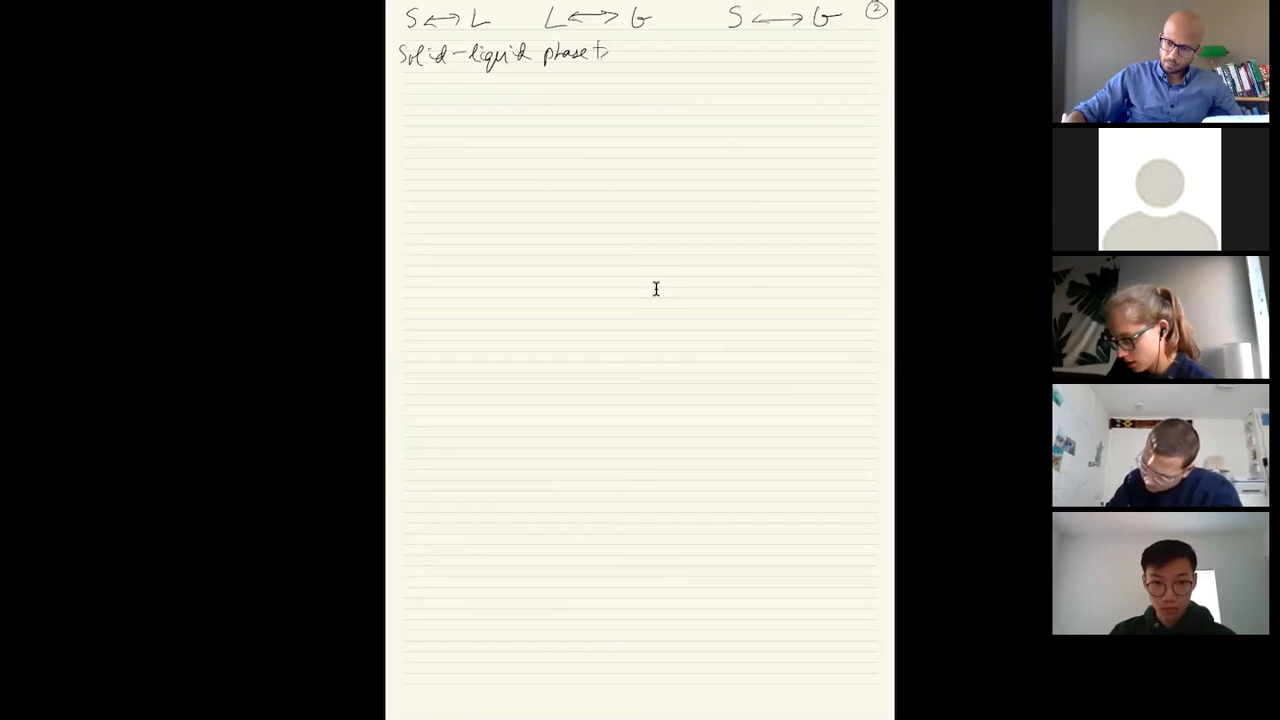 S ↔ L L ↔ G S ↔ G 2
Solid-liquid phase t